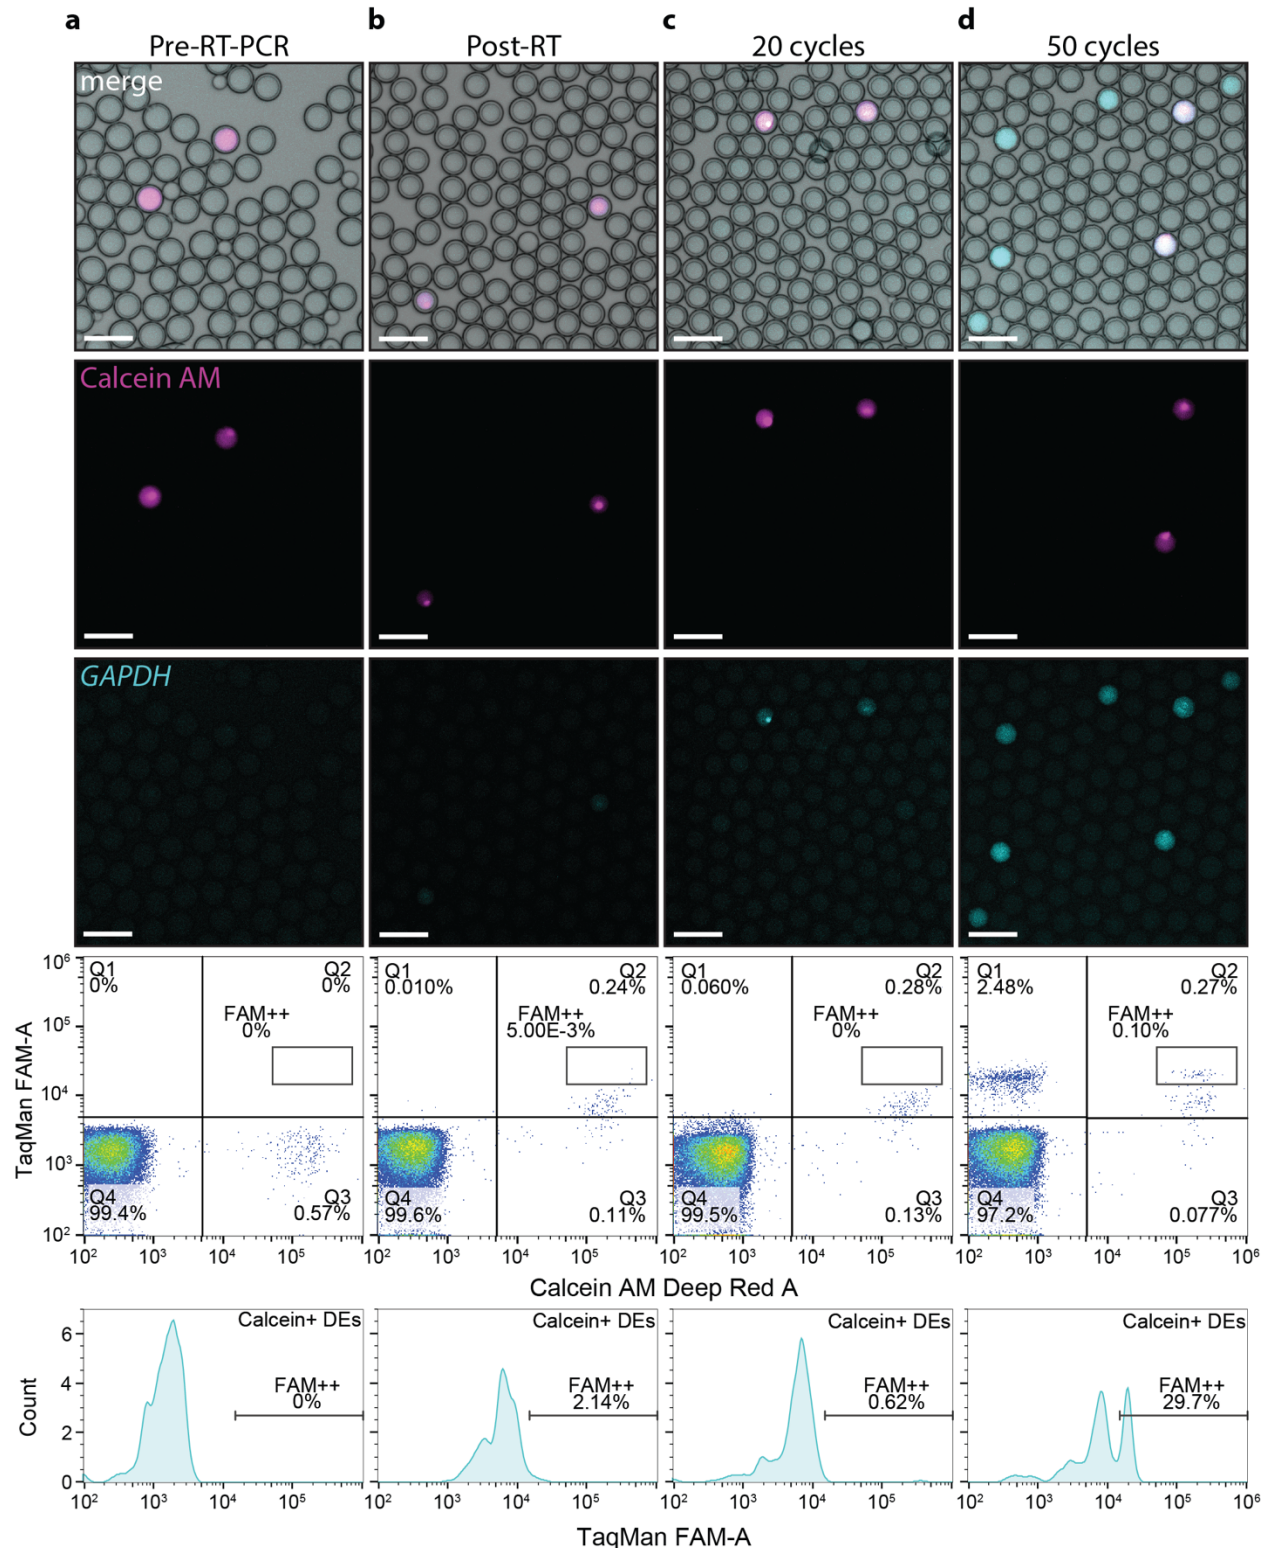 a b c d
Pre-RT-PCR Post-RT 20 cycles 50 cycles
merge
Calcein AM
GAPDH
TaqMan FAM-A
10⁶
10⁵
10⁴
10³
10²
Q1 Q2
0% 0%
FAM++
0%
Q4 Q3
99.4% 0.57%
10² 10³ 10⁴ 10⁵
Q1 Q2
0.010% 0.24%
FAM++
5.00E-3%
Q4 Q3
99.6% 0.11%
10² 10³ 10⁴ 10⁵
Q1 Q2
0.060% 0.28%
FAM++
0%
Q4 Q3
99.5% 0.13%
10² 10³ 10⁴ 10⁵
Q1 Q2
2.48% 0.27%
FAM++
0.10%
Q4 Q3
97.2% 0.077%
10² 10³ 10⁴ 10⁵ 10⁶
Calcein AM Deep Red A
Count
6
4
2
0
Calcein+ DEs
FAM++
0%
10² 10³ 10⁴ 10⁵
Calcein+ DEs
FAM++
2.14%
10² 10³ 10⁴ 10⁵
Calcein+ DEs
FAM++
0.62%
10² 10³ 10⁴ 10⁵
Calcein+ DEs
FAM++
29.7%
10² 10³ 10⁴ 10⁵ 10⁶
TaqMan FAM-A